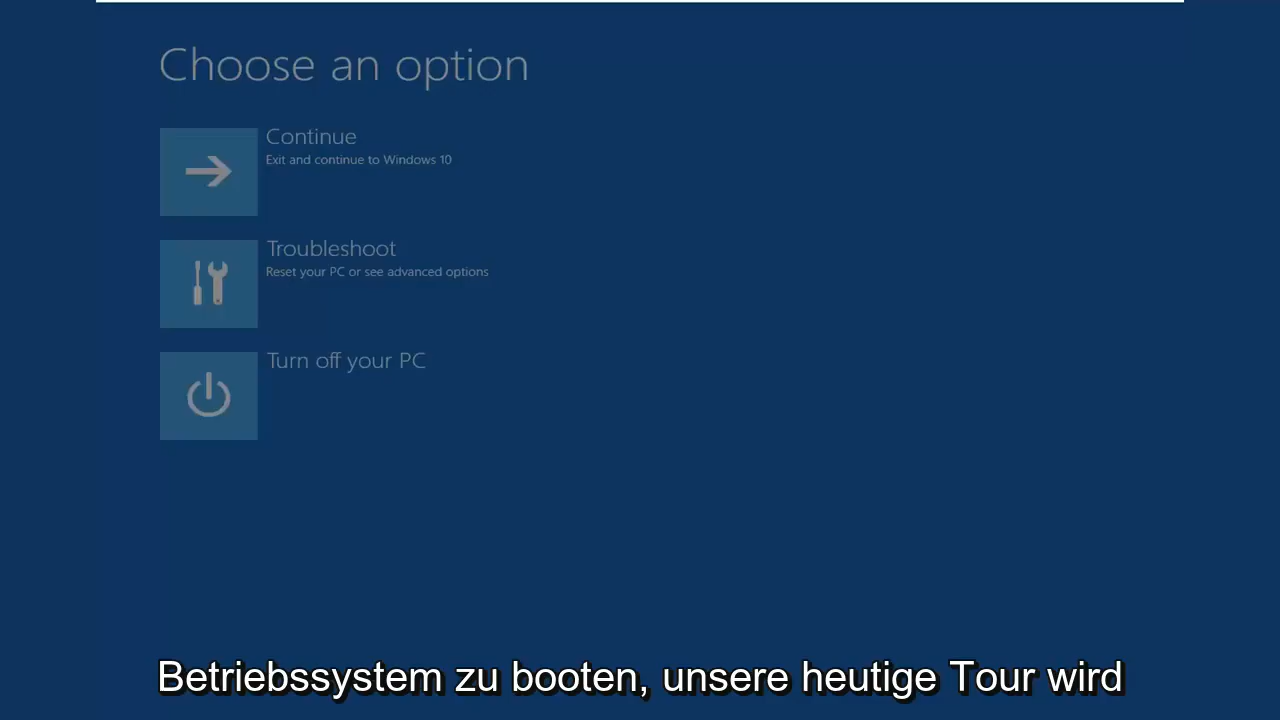 Choose an option
Continue
Exit and continue to Windows 10
Troubleshoot
Reset your PC or see advanced options
Turn off your PC
Betriebssystem zu booten, unsere heutige Tour wird